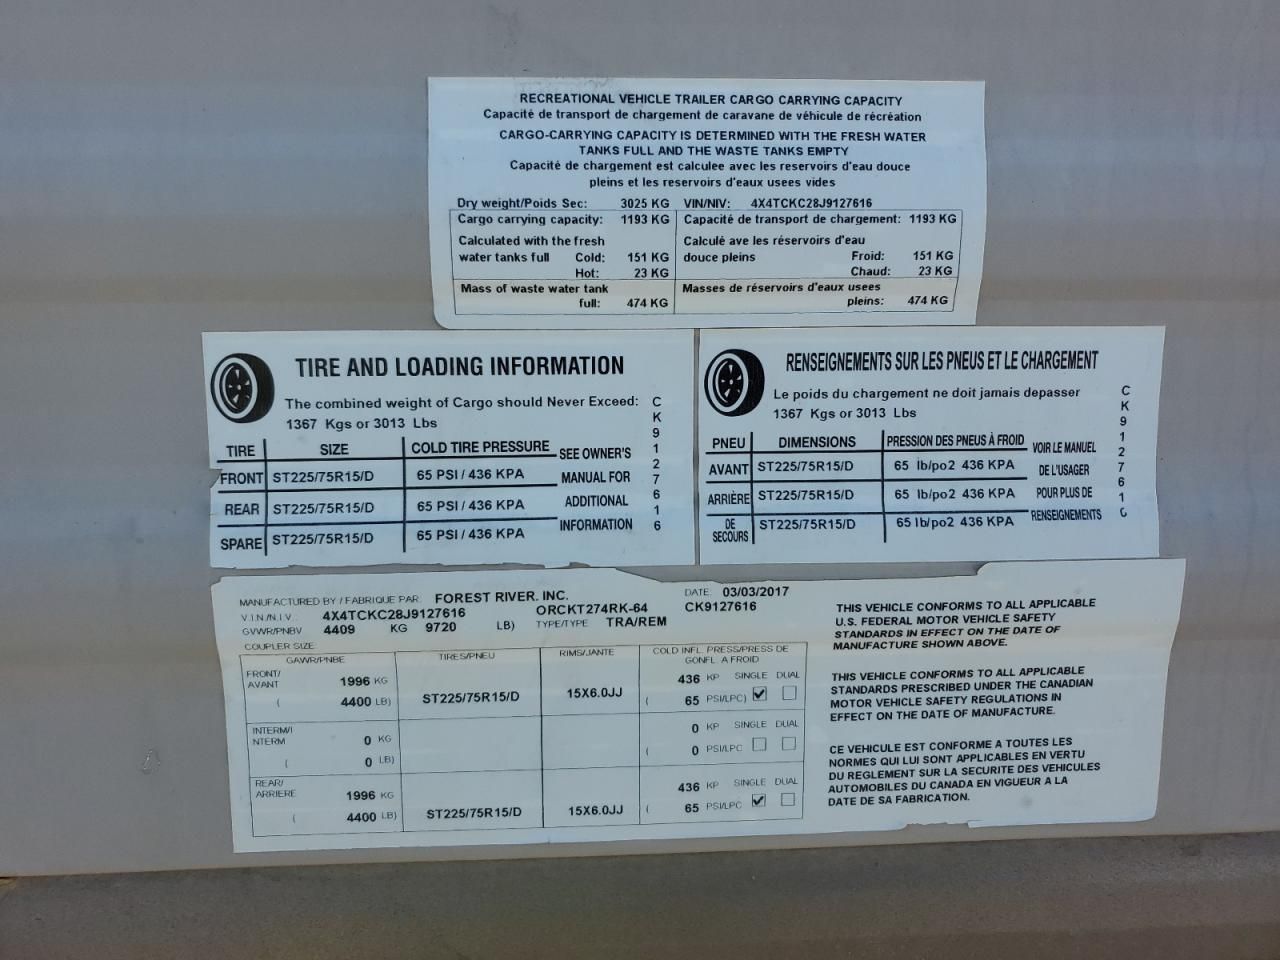 RECREATIONAL VEHICLE TRAILER CARGO CARRYING CAPACITY
Capacité de transport de chargement de caravane de véhicule de récréation
CARGO-CARRYING CAPACITY IS DETERMINED WITH THE FRESH WATER
TANKS FULL AND THE WASTE TANKS EMPTY
Capacité de chargement est calculee avec les reservoirs d'eau douce
pleins et les reservoirs d'eaux usees vides
Dry weight/Poids Sec: 3025 KG VIN/NIV: 4X4TCKC28J9127616
Cargo carrying capacity: 1193 KG Capacité de transport de chargement: 1193 KG
Calculated with the fresh Calculé ave les réservoirs d'eau
water tanks full Cold: 151 KG douce pleins Froid: 151 KG
Hot: 23 KG Chaud: 23 KG
Mass of waste water tank Masses de réservoirs d'eaux usees
full: 474 KG pleins: 474 KG
TIRE AND LOADING INFORMATION
The combined weight of Cargo should Never Exceed:
1367 Kgs or 3013 Lbs
TIRE SIZE COLD TIRE PRESSURE SEE OWNER'S
FRONT ST225/75R15/D 65 PSI / 436 KPA MANUAL FOR
REAR ST225/75R15/D 65 PSI / 436 KPA ADDITIONAL
SPARE ST225/75R15/D 65 PSI / 436 KPA INFORMATION
CK9127616
RENSEIGNEMENTS SUR LES PNEUS ET LE CHARGEMENT
Le poids du chargement ne doit jamais depasser
1367 Kgs or 3013 Lbs
PNEU DIMENSIONS PRESSION DES PNEUS À FROID VOIR LE MANUEL
AVANT ST225/75R15/D 65 lb/po2 436 KPA DE L'USAGER
ARRIÈRE ST225/75R15/D 65 lb/po2 436 KPA POUR PLUS DE
DE SECOURS ST225/75R15/D 65 lb/po2 436 KPA RENSEIGNEMENTS
CK9127616
MANUFACTURED BY / FABRIQUE PAR: FOREST RIVER, INC. DATE: 03/03/2017
V.I.N./N.I.V.: 4X4TCKC28J9127616 ORCKT274RK-64 CK9127616
GVWR/PNBV 4409 KG 9720 LB) TYPE/TYPE TRA/REM
COUPLER SIZE:
GAWR/PNBE TIRES/PNEU RIMS/JANTE COLD INFL. PRESS/PRESS DE
GONFL. A FROID
FRONT/
AVANT 1996 KG 436 KP SINGLE DUAL
( 4400 LB) ST225/75R15/D 15X6.0JJ ( 65 PSI/LPC)
INTERM/I
NTERM 0 KG 0 KP SINGLE DUAL
( 0 LB) ( 0 PSI/LPC
REAR/
ARRIERE 1996 KG 436 KP SINGLE DUAL
( 4400 LB) ST225/75R15/D 15X6.0JJ ( 65 PSI/LPC
THIS VEHICLE CONFORMS TO ALL APPLICABLE
U.S. FEDERAL MOTOR VEHICLE SAFETY
STANDARDS IN EFFECT ON THE DATE OF
MANUFACTURE SHOWN ABOVE.
THIS VEHICLE CONFORMS TO ALL APPLICABLE
STANDARDS PRESCRIBED UNDER THE CANADIAN
MOTOR VEHICLE SAFETY REGULATIONS IN
EFFECT ON THE DATE OF MANUFACTURE.
CE VEHICULE EST CONFORME A TOUTES LES
NORMES QUI LUI SONT APPLICABLES EN VERTU
DU REGLEMENT SUR LA SECURITE DES VEHICULES
AUTOMOBILES DU CANADA EN VIGUEUR A LA
DATE DE SA FABRICATION.